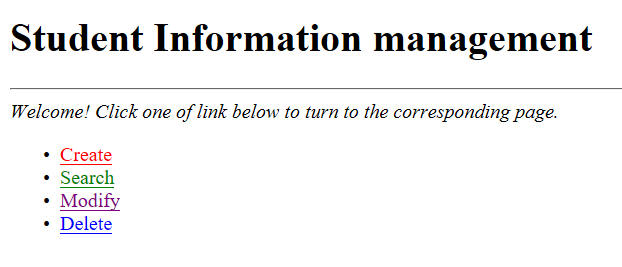 Student Information management
Welcome! Click one of link below to turn to the corresponding page.
Create
Search
Modify
Delete